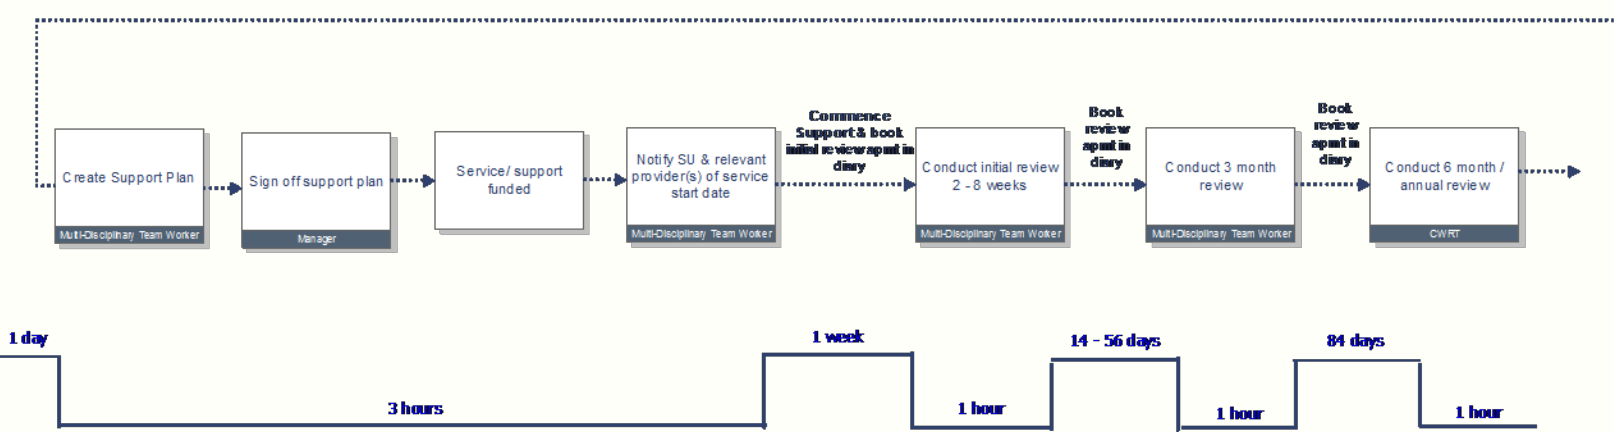 Create Support Plan
Multi-Disciplinary Team Worker
Sign off support plan
Manager
Service/ support
funded
Notify SU & relevant
provider(s) of service
start date
Multi-Disciplinary Team Worker
Commence
Support & book
initial review apmt in
diary
Conduct initial review
2 - 8 weeks
Multi-Disciplinary Team Worker
Book
review
apmt in
diary
Conduct 3 month
review
Multi-Disciplinary Team Worker
Book
review
apmt in
diary
Conduct 6 month /
annual review
CWRT
1 day
3 hours
1 week
1 hour
14 - 56 days
1 hour
84 days
1 hour